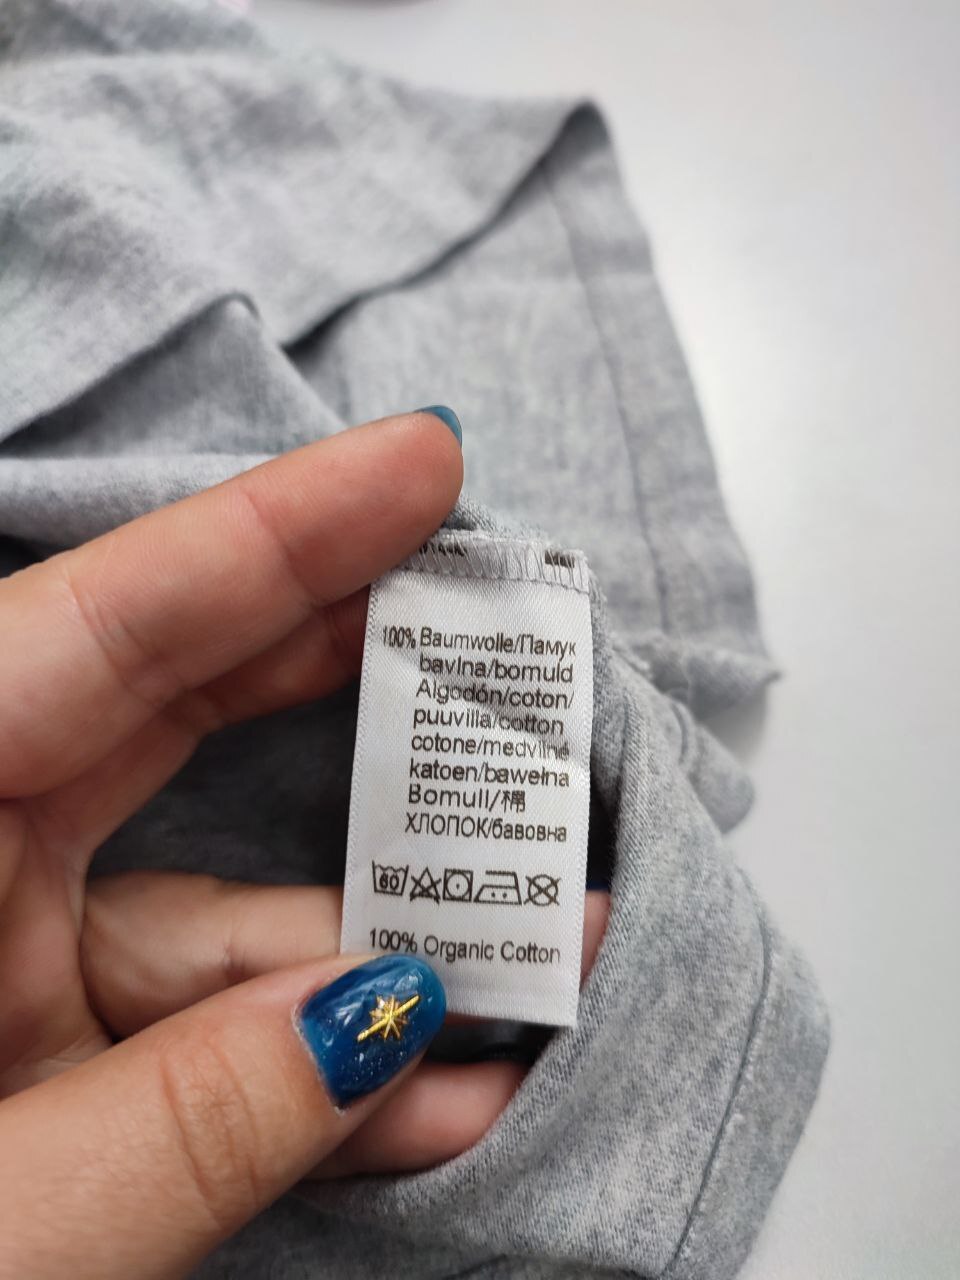 100% Baumwolle/Памук
bavlna/bomuld
Algodón/coton/
puuvilla/cotton
cotone/medvilnė
katoen/bawełna
Bomull/棉
ХЛОПОК/бавовна
60
100% Organic Cotton